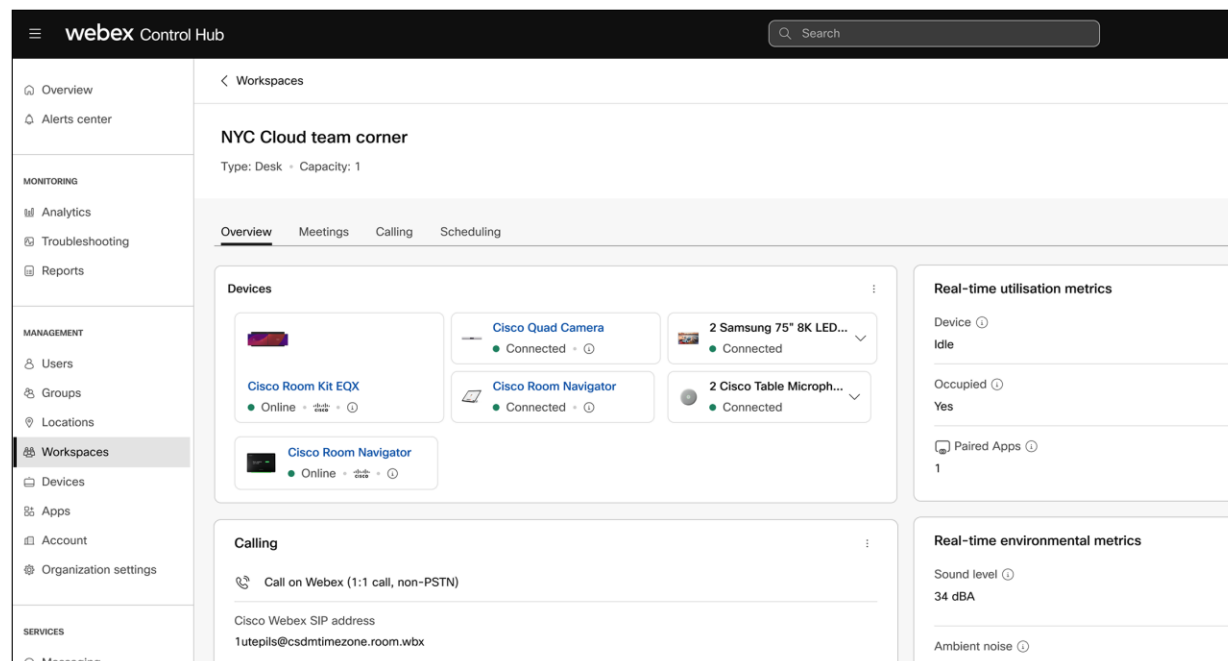 webex Control Hub
Search
Overview
Alerts center
MONITORING
Analytics
Troubleshooting
Reports
MANAGEMENT
Users
Groups
Locations
Workspaces
Devices
Apps
Account
Organization settings
SERVICES
Messaging
Workspaces
NYC Cloud team corner
Type: Desk • Capacity: 1
Overview Meetings Calling Scheduling
Devices
Cisco Room Kit EQX
Online
Cisco Quad Camera
Connected
2 Samsung 75" 8K LED...
Connected
Cisco Room Navigator
Connected
2 Cisco Table Microph...
Connected
Cisco Room Navigator
Online
Calling
Call on Webex (1:1 call, non-PSTN)
Cisco Webex SIP address
1utepils@csdmtimezone.room.wbx
Real-time utilisation metrics
Device
Idle
Occupied
Yes
Paired Apps
1
Real-time environmental metrics
Sound level
34 dBA
Ambient noise